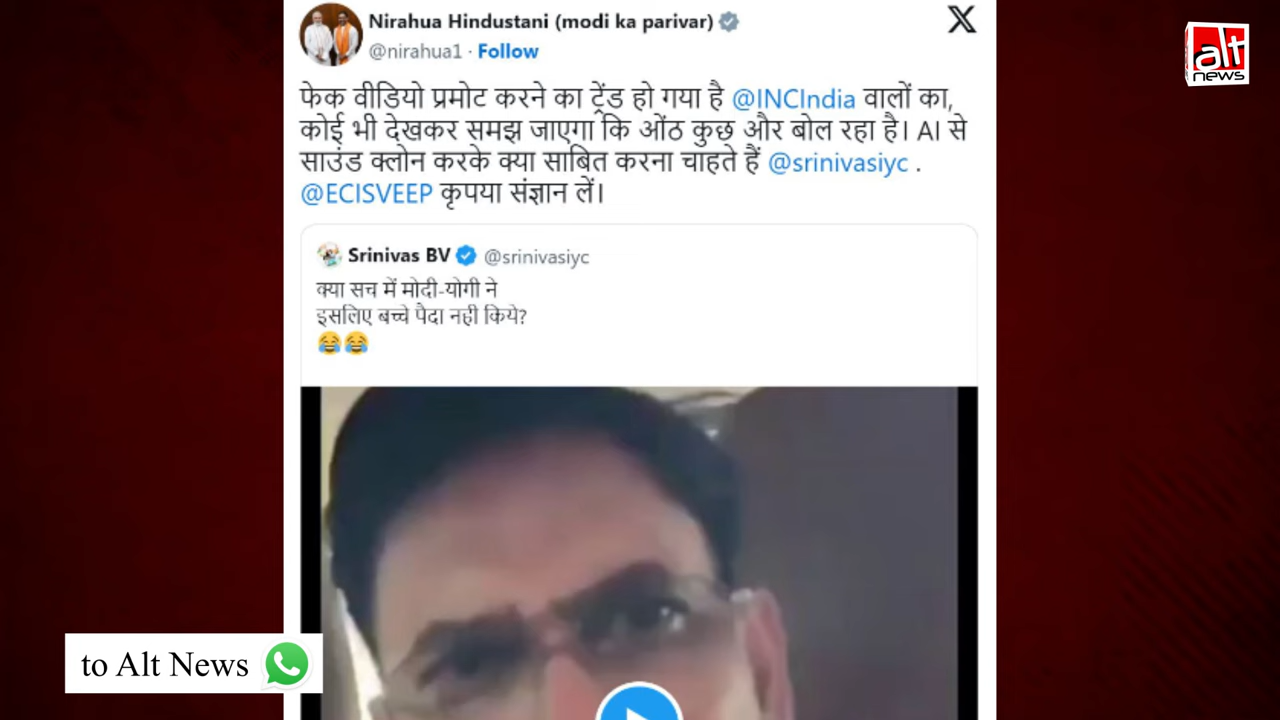 Nirahua Hindustani (modi ka parivar)
@nirahua1 · Follow
फेक वीडियो प्रमोट करने का ट्रेंड हो गया है @INCIndia वालों का,
कोई भी देखकर समझ जाएगा कि ओंठ कुछ और बोल रहा है। AI से
साउंड क्लोन करके क्या साबित करना चाहते हैं @srinivasiyc .
@ECISVEEP कृपया संज्ञान लें।
Srinivas BV @srinivasiyc
क्या सच में मोदी-योगी ने
इसलिए बच्चे पैदा नही किये?
😂😂
alt
news
to Alt News